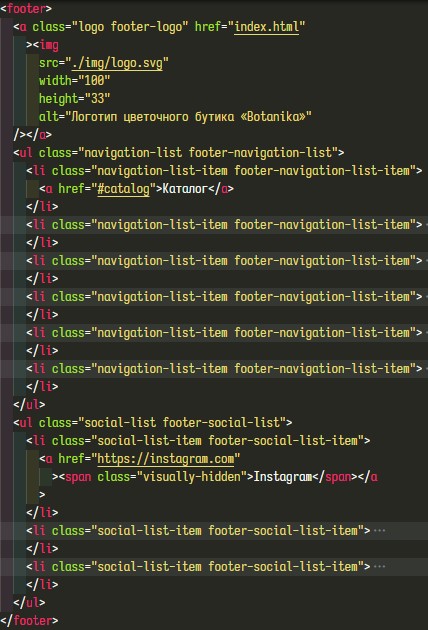 <footer>
<a class="logo footer-logo" href="index.html"
><img
src="./img/logo.svg"
width="100"
height="33"
alt="Логотип цветочного бутика «Botanika»"
/></a>
<ul class="navigation-list footer-navigation-list">
<li class="navigation-list-item footer-navigation-list-item">
<a href="#catalog">Каталог</a>
</li>
<li class="navigation-list-item footer-navigation-list-item">
</li>
<li class="navigation-list-item footer-navigation-list-item">
</li>
<li class="navigation-list-item footer-navigation-list-item">
</li>
<li class="navigation-list-item footer-navigation-list-item">
</li>
<li class="navigation-list-item footer-navigation-list-item">
</li>
</ul>
<ul class="social-list footer-social-list">
<li class="social-list-item footer-social-list-item">
<a href="https://instagram.com"
><span class="visually-hidden">Instagram</span></a
>
</li>
<li class="social-list-item footer-social-list-item">···
</li>
<li class="social-list-item footer-social-list-item">···
</li>
</ul>
</footer>